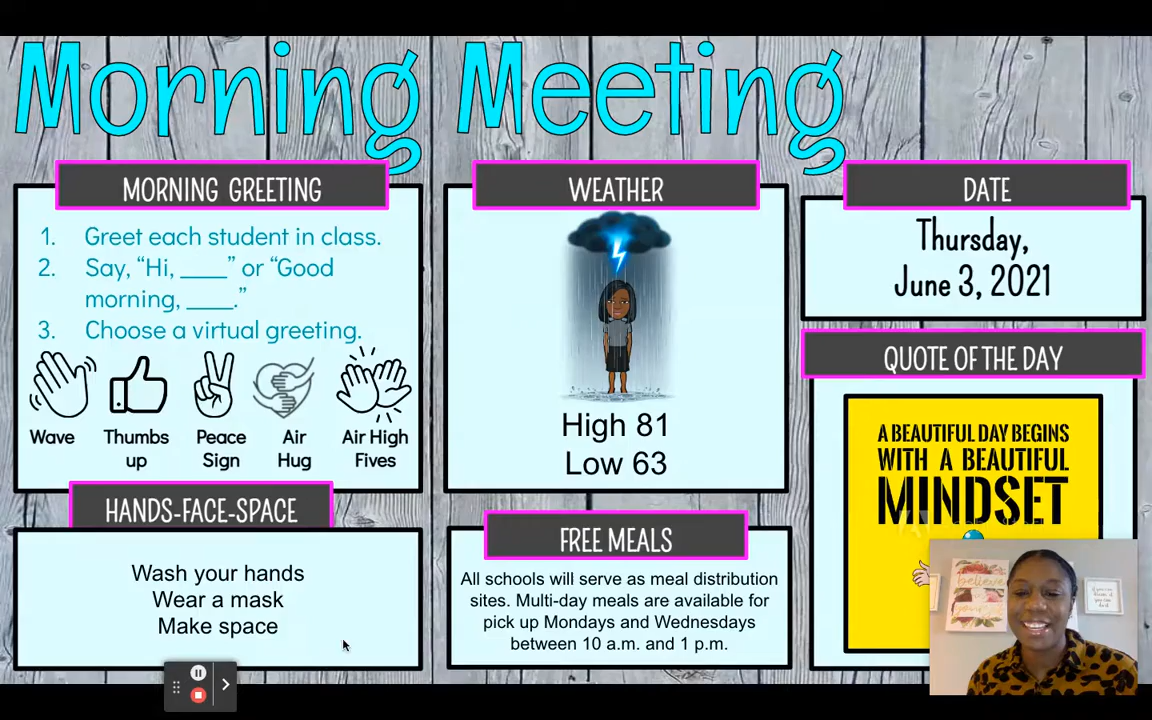 Morning Meeting
MORNING GREETING
1. Greet each student in class.
2. Say, “Hi, ____” or “Good
morning, ____.”
3. Choose a virtual greeting.
Wave
Thumbs
up
Peace
Sign
Air
Hug
Air High
Fives
HANDS-FACE-SPACE
Wash your hands
Wear a mask
Make space
WEATHER
High 81
Low 63
FREE MEALS
All schools will serve as meal distribution
sites. Multi-day meals are available for
pick up Mondays and Wednesdays
between 10 a.m. and 1 p.m.
DATE
Thursday,
June 3, 2021
QUOTE OF THE DAY
A BEAUTIFUL DAY BEGINS
WITH A BEAUTIFUL
MINDSET
believe